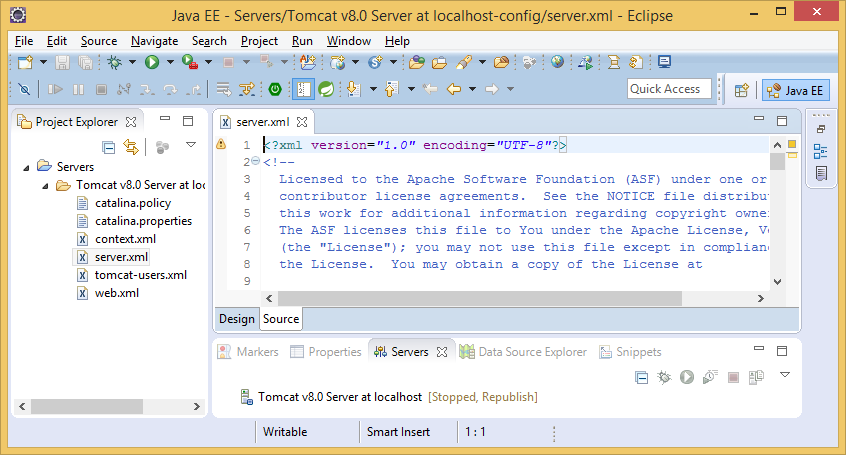 Java EE - Servers/Tomcat v8.0 Server at localhost-config/server.xml - Eclipse
File Edit Source Navigate Search Project Run Window Help
Quick Access
Java EE
Project Explorer
Servers
Tomcat v8.0 Server at loc
catalina.policy
catalina.properties
context.xml
server.xml
tomcat-users.xml
web.xml
server.xml
1 <?xml version="1.0" encoding="UTF-8"?>
2 <!--
3 Licensed to the Apache Software Foundation (ASF) under one or
4 contributor license agreements.  See the NOTICE file distribut
5 this work for additional information regarding copyright owne
6 The ASF licenses this file to You under the Apache License, Ve
7 (the "License"); you may not use this file except in complianc
8 the License.  You may obtain a copy of the License at
9
Design Source
Markers Properties Servers Data Source Explorer Snippets
Tomcat v8.0 Server at localhost [Stopped, Republish]
Writable Smart Insert 1 : 1